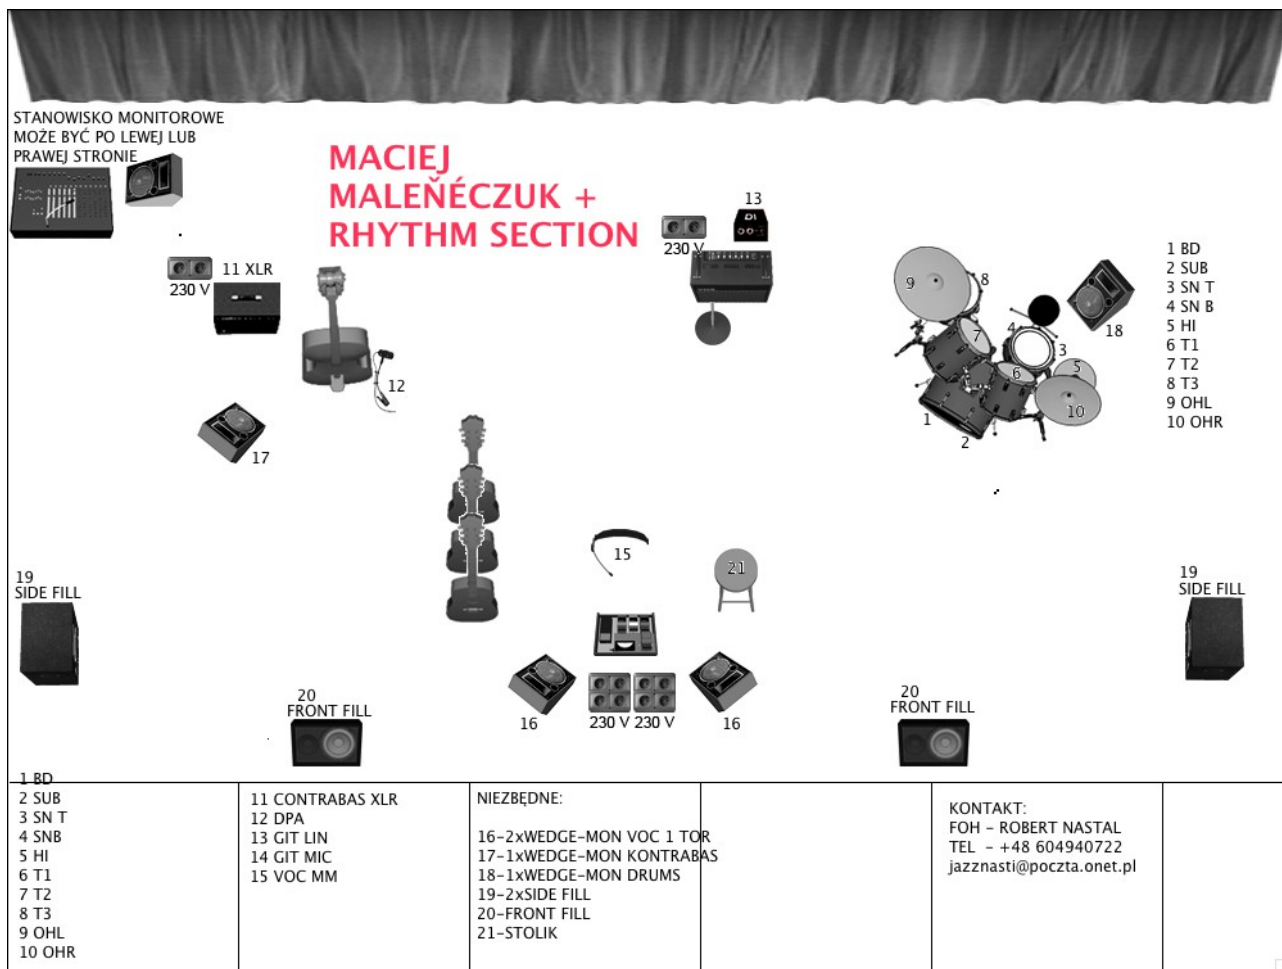 STANOWISKO MONITOROWE
MOŻE BYĆ PO LEWEJ LUB
PRAWEJ STRONIE
MACIEJ
MALEŇÉCZUK +
RHYTHM SECTION
13
DI
230 V
11 XLR
230 V
12
17
9
8
7
4
3
6
5
10
1
2
18
1 BD
2 SUB
3 SN T
4 SN B
5 HI
6 T1
7 T2
8 T3
9 OHL
10 OHR
15
21
19
SIDE FILL
19
SIDE FILL
16
230 V
230 V
16
20
FRONT FILL
20
FRONT FILL
1 BD
2 SUB
3 SN T
4 SNB
5 HI
6 T1
7 T2
8 T3
9 OHL
10 OHR
11 CONTRABAS XLR
12 DPA
13 GIT LIN
14 GIT MIC
15 VOC MM
NIEZBĘDNE:
16-2xWEDGE-MON VOC 1 TOR
17-1xWEDGE-MON KONTRABAS
18-1xWEDGE-MON DRUMS
19-2xSIDE FILL
20-FRONT FILL
21-STOLIK
KONTAKT:
FOH - ROBERT NASTAL
TEL - +48 604940722
jazznasti@poczta.onet.pl